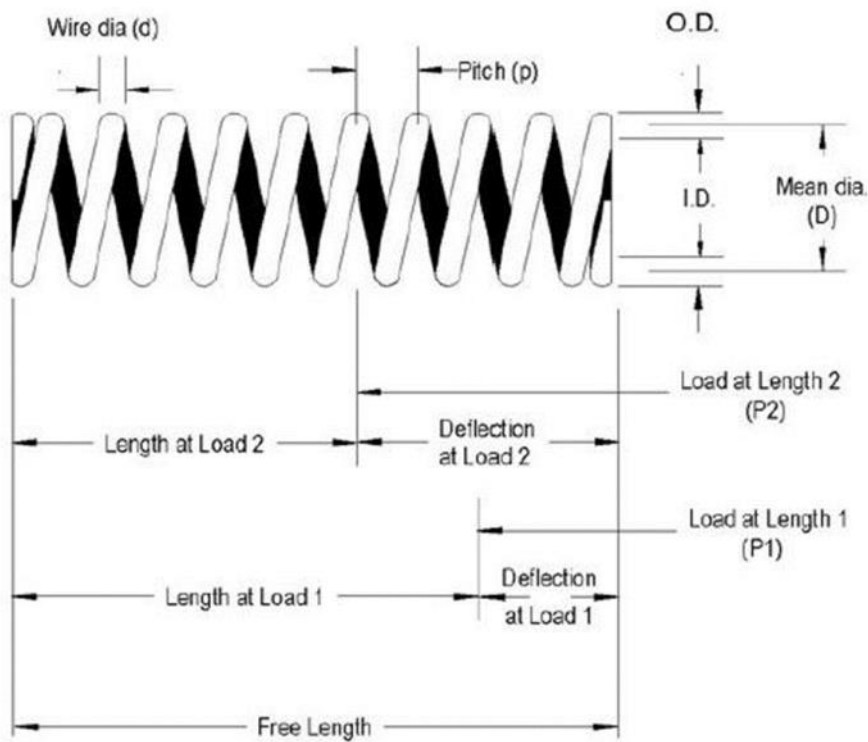 Wire dia (d)
O.D.
Pitch (p)
I.D.
Mean dia.
(D)
Load at Length 2
(P2)
Length at Load 2
Deflection
at Load 2
Load at Length 1
(P1)
Length at Load 1
Deflection
at Load 1
Free Length